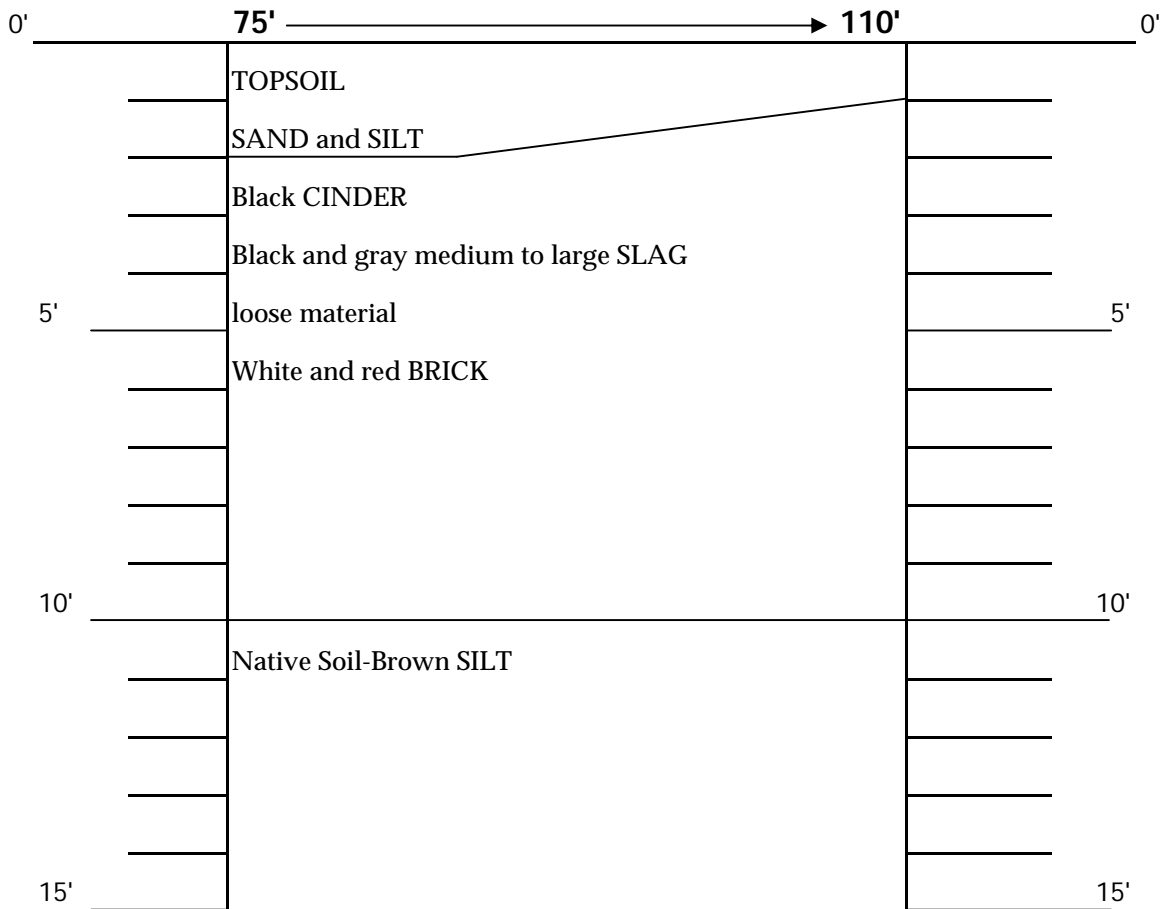 0' 75' 110' 0'
TOPSOIL
SAND and SILT
Black CINDER
Black and gray medium to large SLAG
5' loose material 5'
White and red BRICK
10' 10'
Native Soil-Brown SILT
15' 15'